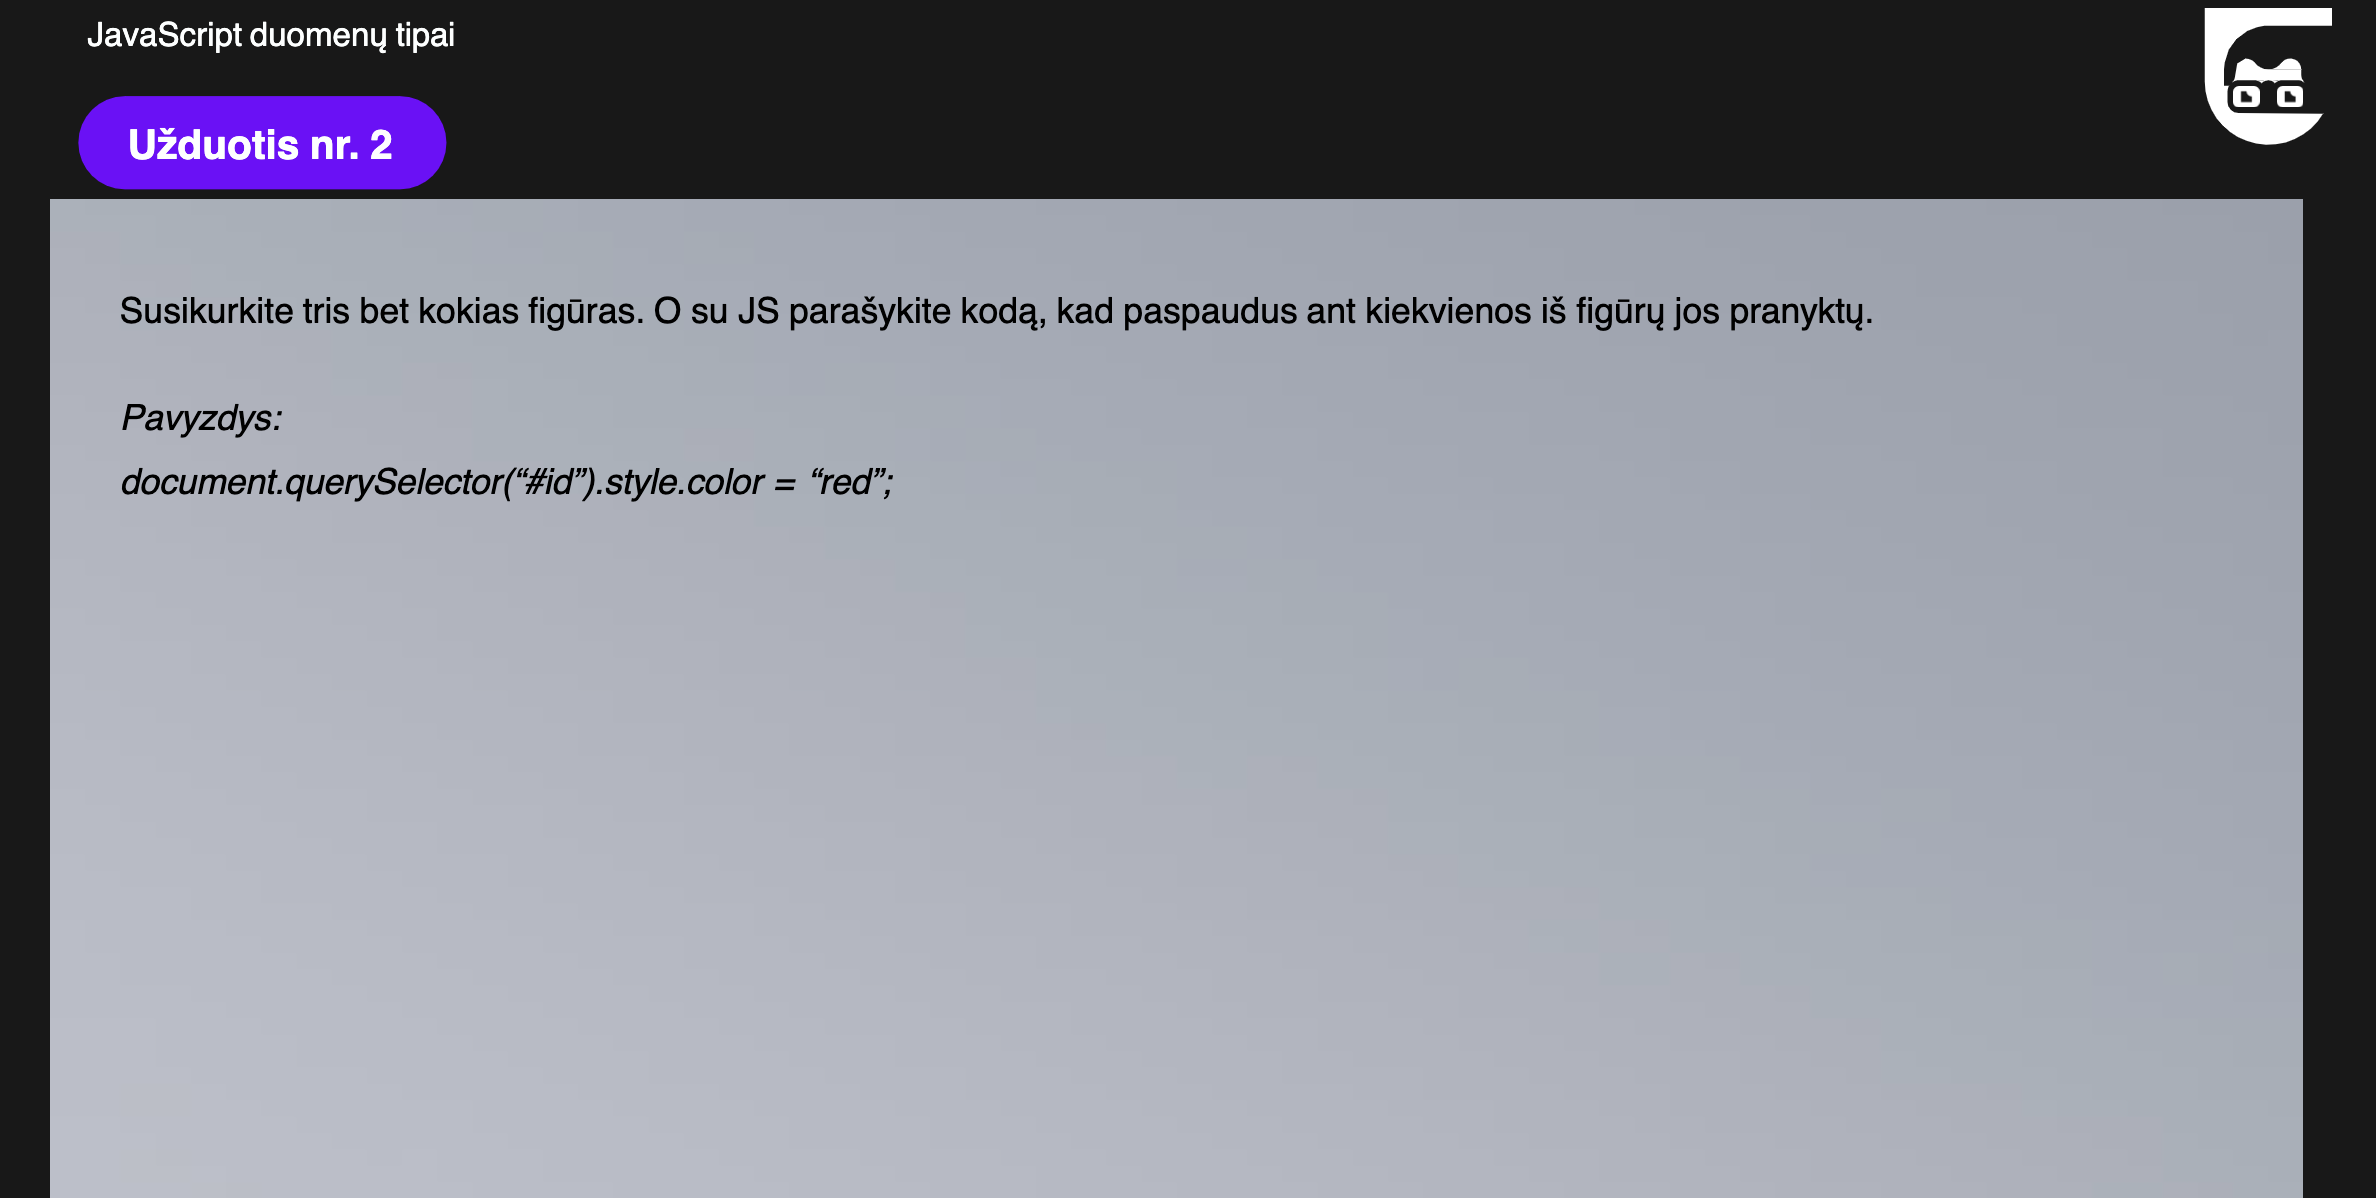 JavaScript duomenų tipai
Užduotis nr. 2
Susikurkite tris bet kokias figūras. O su JS parašykite kodą, kad paspaudus ant kiekvienos iš figūrų jos pranyktų.
Pavyzdys:
document.querySelector(“#id”).style.color = “red”;